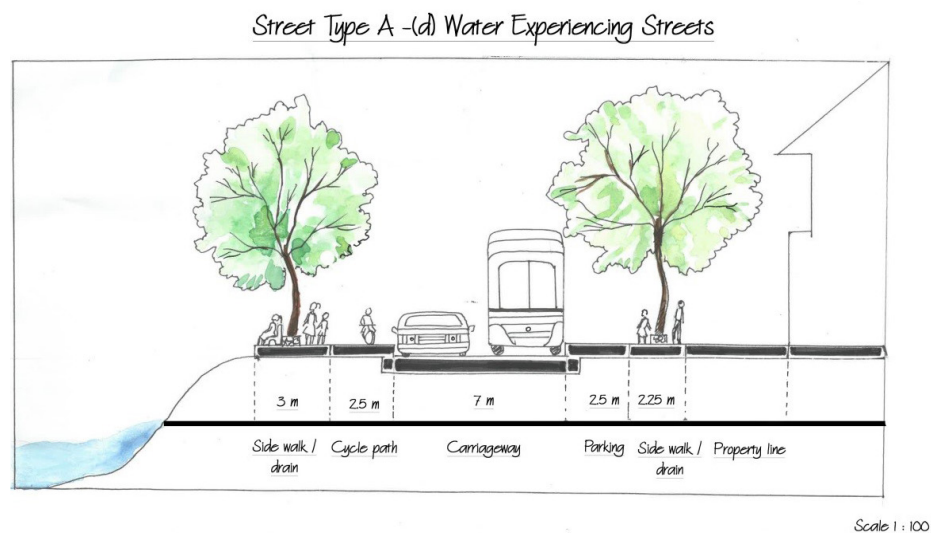 Street Type A -(d) Water Experiencing Streets
3 m
2.5 m
7 m
2.5 m
2.25 m
Side walk /
drain
Cycle path
Carriageway
Parking
Side walk /
drain
Property line
Scale 1 : 100